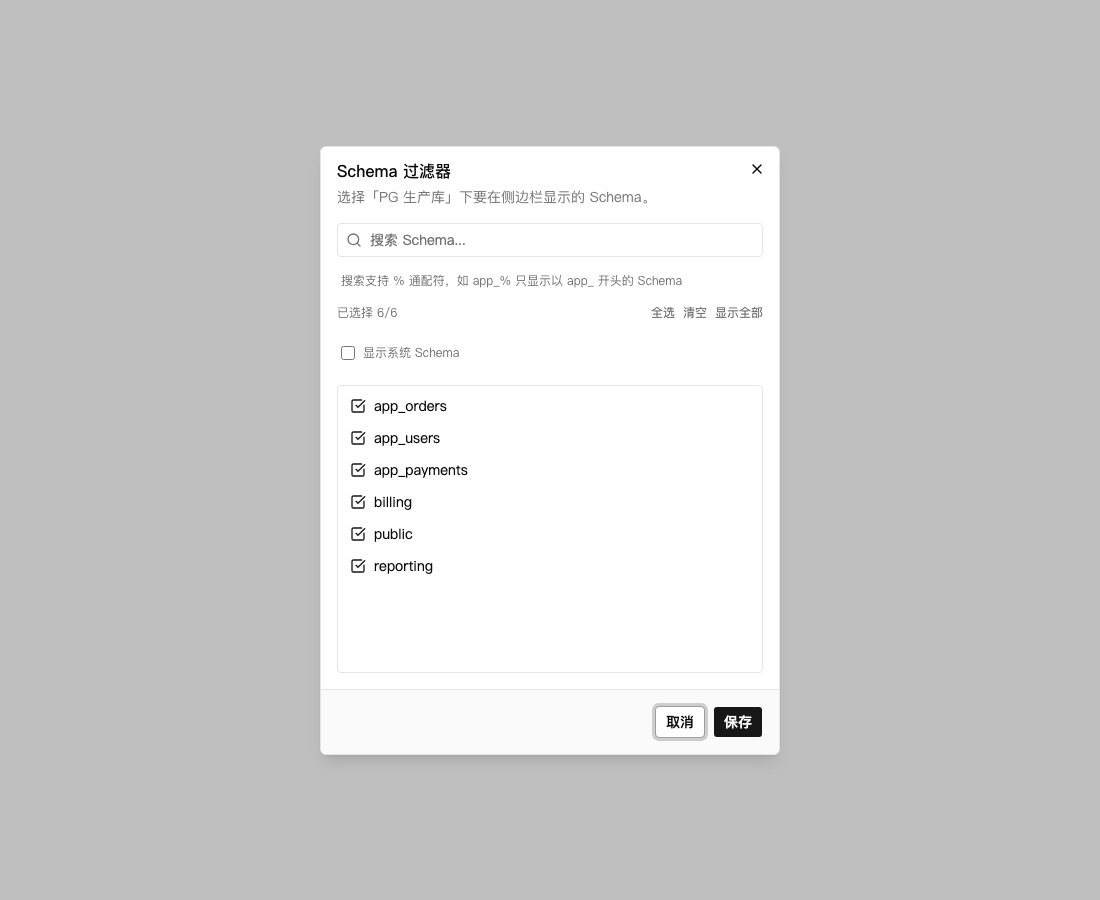 Schema 过滤器
选择「PG 生产库」下要在侧边栏显示的 Schema。
搜索 Schema...
搜索支持 % 通配符，如 app_% 只显示以 app_ 开头的 Schema
已选择 6/6 全选 清空 显示全部
显示系统 Schema
app_orders
app_users
app_payments
billing
public
reporting
取消 保存